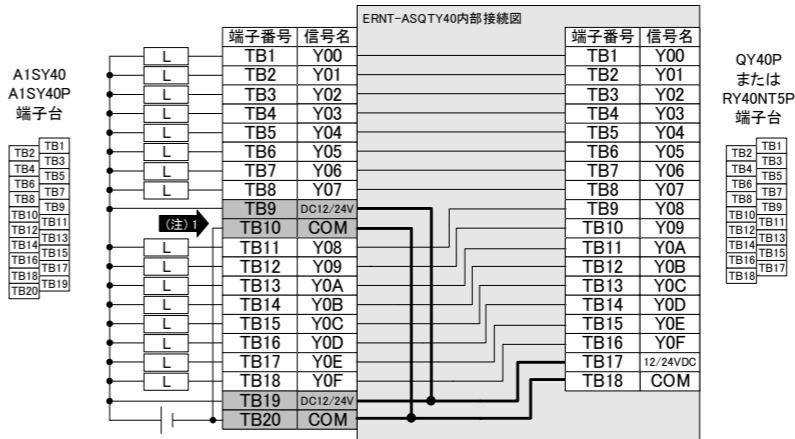 ERNT-ASQTY40内部接続図
A1SY40
A1SY40P
端子台
TB1
TB2
TB3
TB4
TB5
TB6
TB7
TB8
TB9
TB10
TB11
TB12
TB13
TB14
TB15
TB16
TB17
TB18
TB19
TB20
端子番号 信号名
L TB1 Y00
L TB2 Y01
L TB3 Y02
L TB4 Y03
L TB5 Y04
L TB6 Y05
L TB7 Y06
L TB8 Y07
TB9 DC12/24V
(注)1 TB10 COM
L TB11 Y08
L TB12 Y09
L TB13 Y0A
L TB14 Y0B
L TB15 Y0C
L TB16 Y0D
L TB17 Y0E
L TB18 Y0F
TB19 DC12/24V
TB20 COM
端子番号 信号名
TB1 Y00
TB2 Y01
TB3 Y02
TB4 Y03
TB5 Y04
TB6 Y05
TB7 Y06
TB8 Y07
TB9 Y08
TB10 Y09
TB11 Y0A
TB12 Y0B
TB13 Y0C
TB14 Y0D
TB15 Y0E
TB16 Y0F
TB17 12/24VDC
TB18 COM
QY40P
または
RY40NT5P
端子台
TB1
TB2
TB3
TB4
TB5
TB6
TB7
TB8
TB9
TB10
TB11
TB12
TB13
TB14
TB15
TB16
TB17
TB18